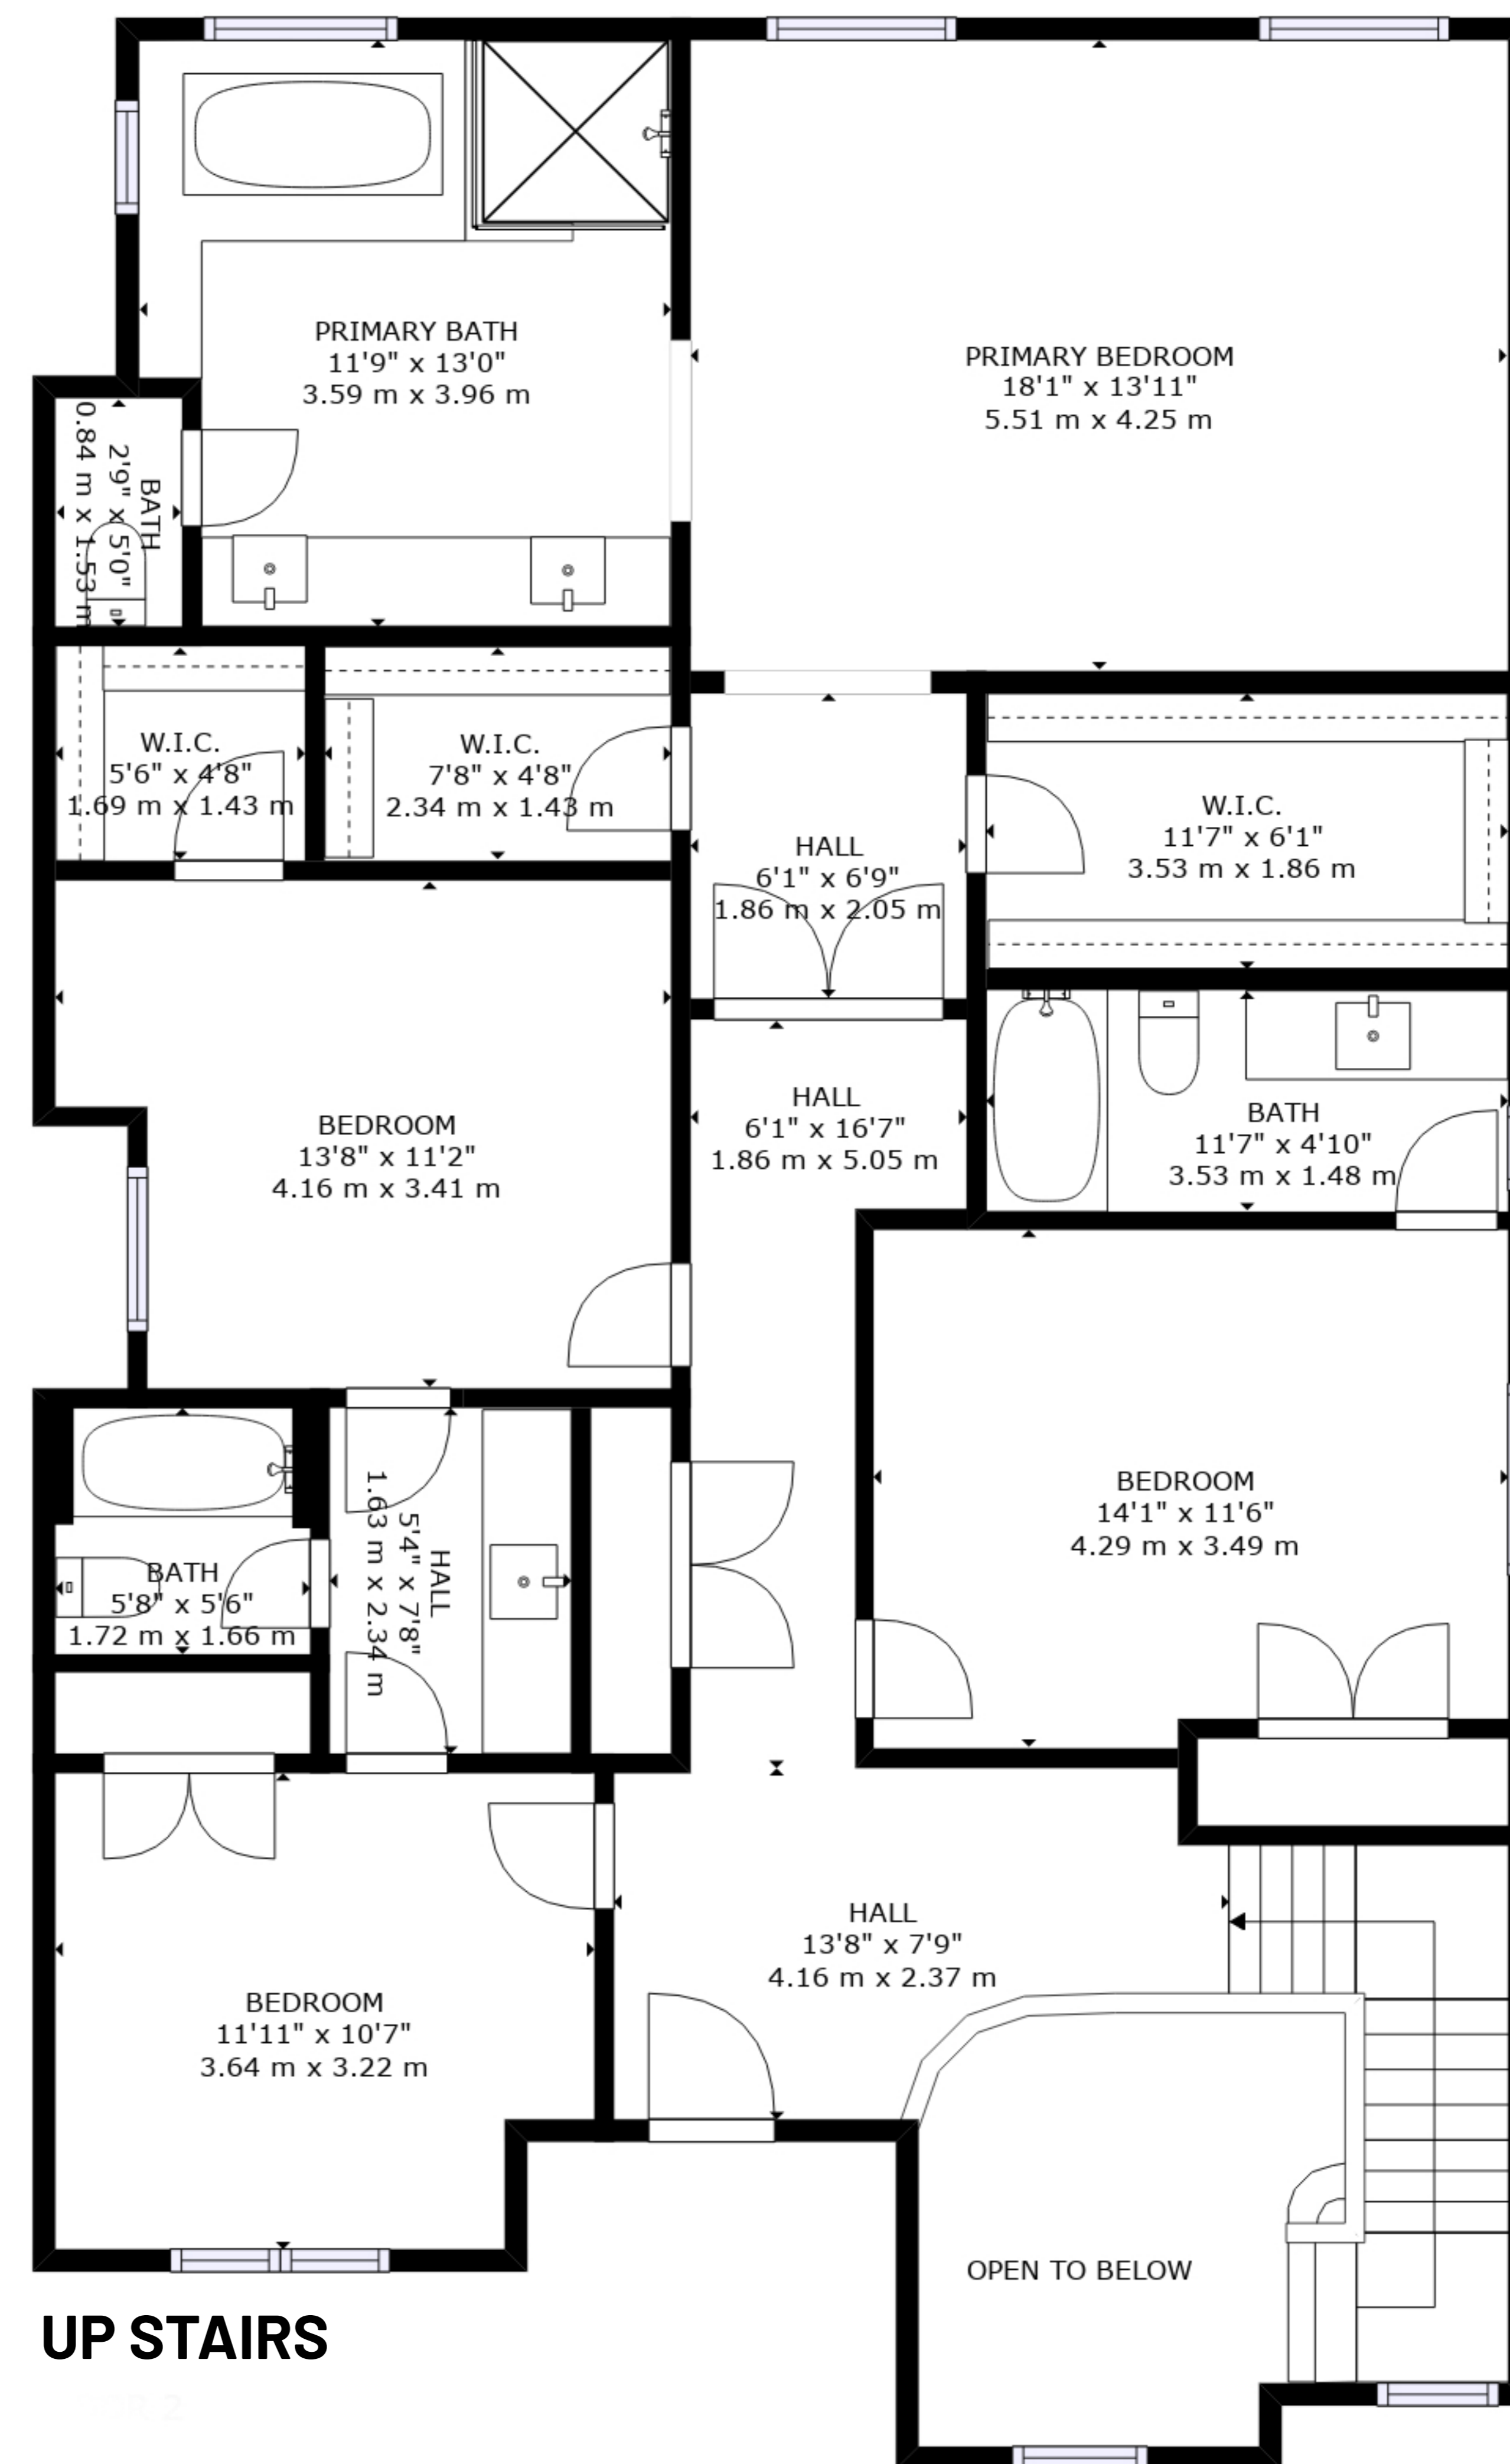 PRIMARY BATH
11'9" x 13'0"
3.59 m x 3.96 m
PRIMARY BEDROOM
18'1" x 13'11"
5.51 m x 4.25 m
BATH
2'9" x 5'0"
0.84 m x 1.53 m
W.I.C.
5'6" x 4'8"
1.69 m x 1.43 m
W.I.C.
7'8" x 4'8"
2.34 m x 1.43 m
HALL
6'1" x 6'9"
1.86 m x 2.05 m
W.I.C.
11'7" x 6'1"
3.53 m x 1.86 m
BEDROOM
13'8" x 11'2"
4.16 m x 3.41 m
HALL
6'1" x 16'7"
1.86 m x 5.05 m
BATH
11'7" x 4'10"
3.53 m x 1.48 m
BEDROOM
14'1" x 11'6"
4.29 m x 3.49 m
BATH
5'8" x 5'6"
1.72 m x 1.66 m
HALL
5'4" x 7'8"
1.63 m x 2.34 m
HALL
13'8" x 7'9"
4.16 m x 2.37 m
BEDROOM
11'11" x 10'7"
3.64 m x 3.22 m
OPEN TO BELOW
UP STAIRS